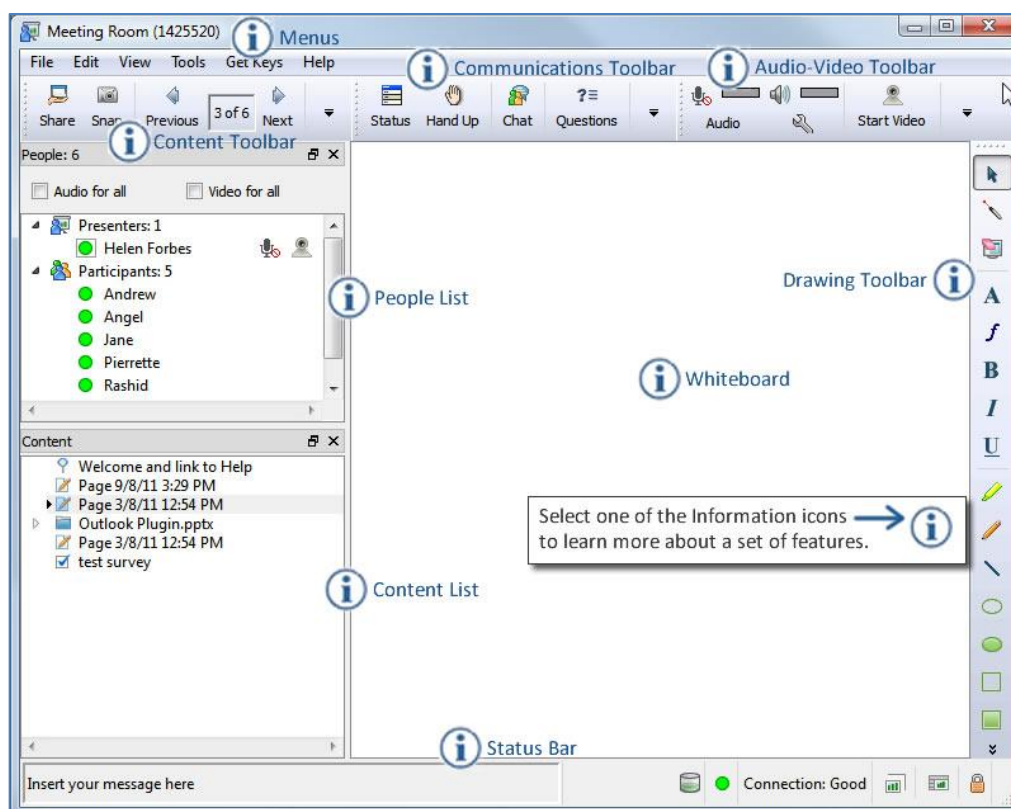 Meeting Room (1425520)
Menus
File Edit View Tools Get Keys Help
Communications Toolbar
Audio-Video Toolbar
Share Snap Previous 3 of 6 Next
Status Hand Up Chat Questions
Audio Start Video
Content Toolbar
People: 6
Audio for all Video for all
Presenters: 1
Helen Forbes
Participants: 5
Andrew
Angel
Jane
Pierrette
Rashid
People List
Drawing Toolbar
A
f
B
I
U
Whiteboard
Content
Welcome and link to Help
Page 9/8/11 3:29 PM
Page 3/8/11 12:54 PM
Outlook Plugin.pptx
Page 3/8/11 12:54 PM
test survey
Select one of the Information icons
to learn more about a set of features.
Content List
Status Bar
Insert your message here
Connection: Good